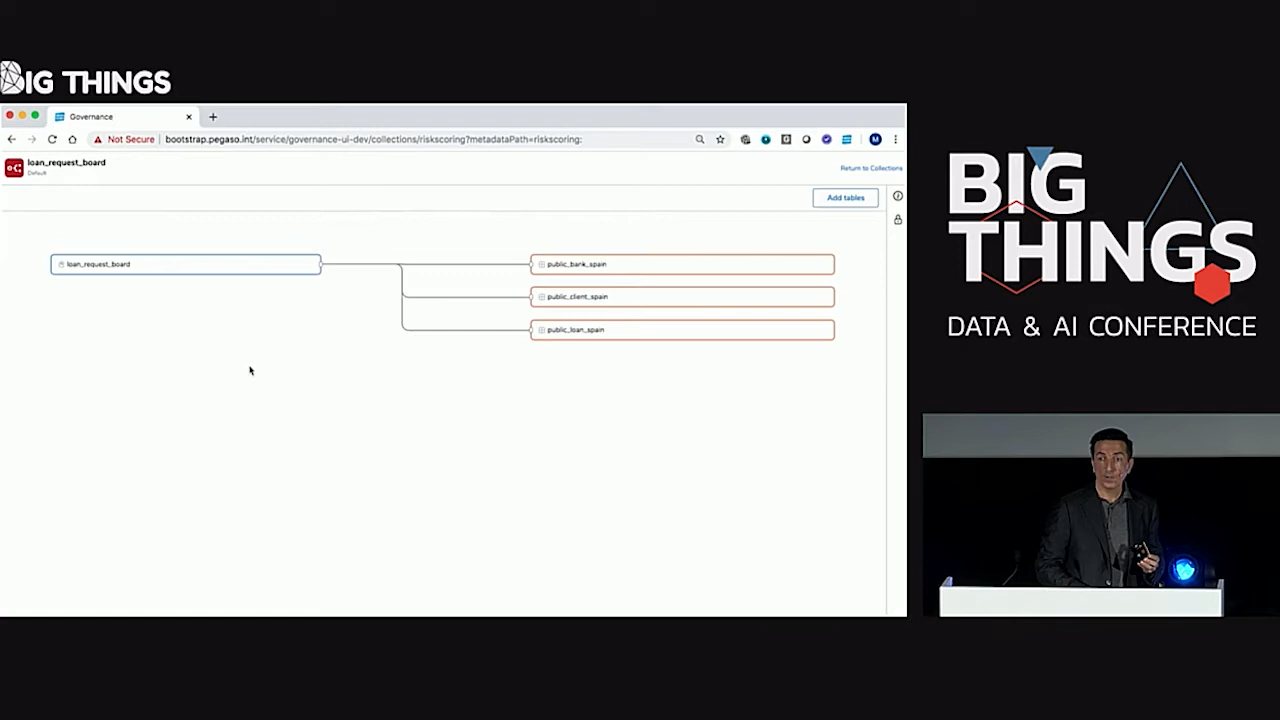 BIG THINGS
Governance
Not Secure
bootstrap.pegaso.int/service/governance-ui-dev/collections/riskscoring?metadataPath=riskscoring:
M
e-C
loan_request_board
Default
Return to Collections
Add tables
loan_request_board
public_bank_spain
public_client_spain
public_loan_spain
BIG
THINGS
DATA & AI CONFERENCE